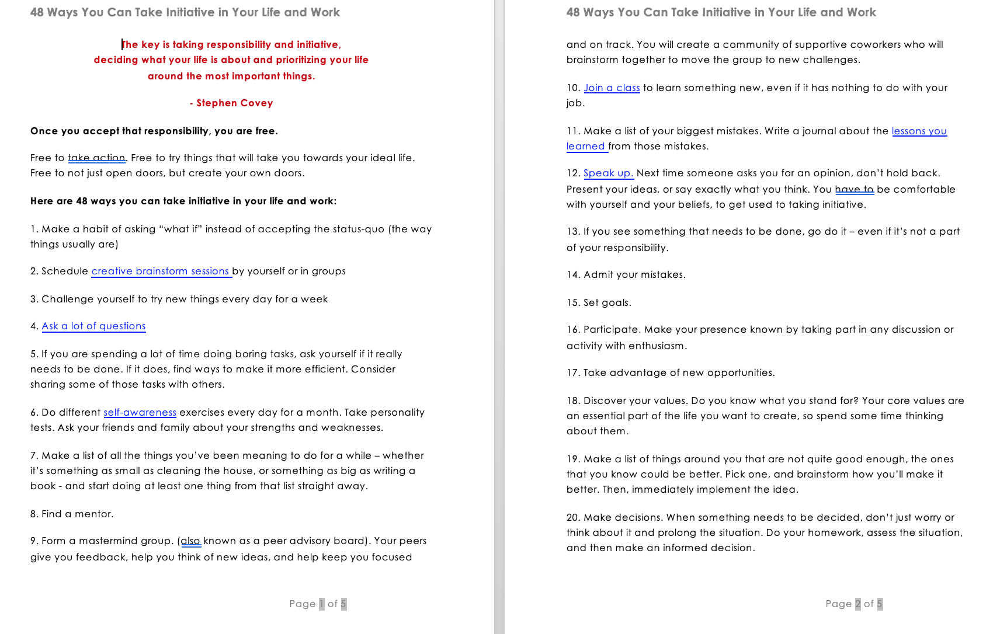 48 Ways You Can Take Initiative in Your Life and Work
The key is taking responsibility and initiative,
deciding what your life is about and prioritizing your life
around the most important things.
- Stephen Covey
Once you accept that responsibility, you are free.
Free to take action. Free to try things that will take you towards your ideal life.
Free to not just open doors, but create your own doors.
Here are 48 ways you can take initiative in your life and work:
1. Make a habit of asking “what if” instead of accepting the status-quo (the way
things usually are)
2. Schedule creative brainstorm sessions by yourself or in groups
3. Challenge yourself to try new things every day for a week
4. Ask a lot of questions
5. If you are spending a lot of time doing boring tasks, ask yourself if it really
needs to be done. If it does, find ways to make it more efficient. Consider
sharing some of those tasks with others.
6. Do different self-awareness exercises every day for a month. Take personality
tests. Ask your friends and family about your strengths and weaknesses.
7. Make a list of all the things you’ve been meaning to do for a while – whether
it’s something as small as cleaning the house, or something as big as writing a
book - and start doing at least one thing from that list straight away.
8. Find a mentor.
9. Form a mastermind group. (also known as a peer advisory board). Your peers
give you feedback, help you think of new ideas, and help keep you focused
Page 1 of 5
48 Ways You Can Take Initiative in Your Life and Work
and on track. You will create a community of supportive coworkers who will
brainstorm together to move the group to new challenges.
10. Join a class to learn something new, even if it has nothing to do with your
job.
11. Make a list of your biggest mistakes. Write a journal about the lessons you
learned from those mistakes.
12. Speak up. Next time someone asks you for an opinion, don’t hold back.
Present your ideas, or say exactly what you think. You have to be comfortable
with yourself and your beliefs, to get used to taking initiative.
13. If you see something that needs to be done, go do it – even if it’s not a part
of your responsibility.
14. Admit your mistakes.
15. Set goals.
16. Participate. Make your presence known by taking part in any discussion or
activity with enthusiasm.
17. Take advantage of new opportunities.
18. Discover your values. Do you know what you stand for? Your core values are
an essential part of the life you want to create, so spend some time thinking
about them.
19. Make a list of things around you that are not quite good enough, the ones
that you know could be better. Pick one, and brainstorm how you’ll make it
better. Then, immediately implement the idea.
20. Make decisions. When something needs to be decided, don’t just worry or
think about it and prolong the situation. Do your homework, assess the situation,
and then make an informed decision.
Page 2 of 5